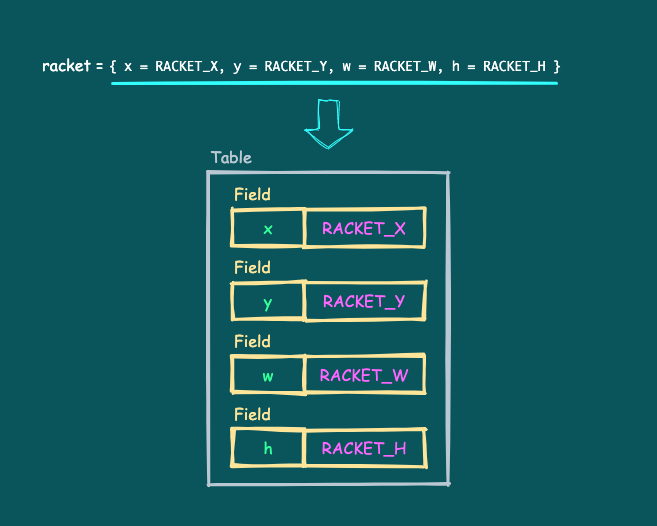 racket = { x = RACKET_X, y = RACKET_Y, w = RACKET_W, h = RACKET_H }
Table
Field
x RACKET_X
Field
y RACKET_Y
Field
w RACKET_W
Field
h RACKET_H